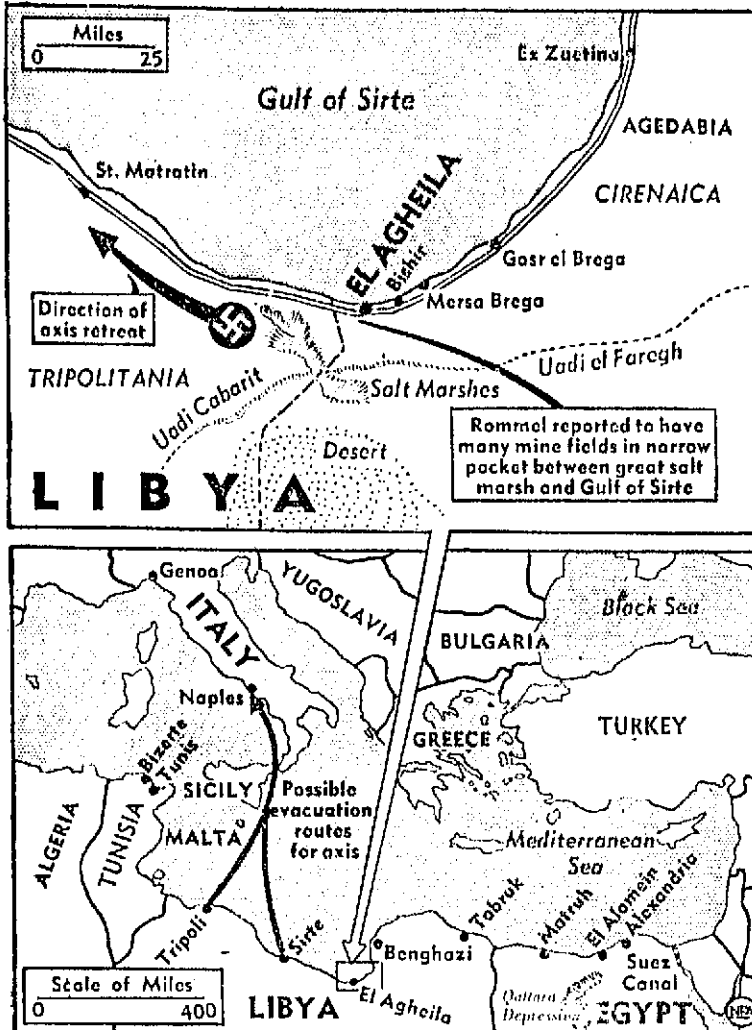 Miles
0 25
Ex Zuetina
Gulf of Sirte
AGEDABIA
St. Matratin
CIRENAICA
EL AGHEILA
Bighir
Gasr el Brega
Mersa Brega
Direction of
axis retreat
TRIPOLITANIA
Uadi el Faregh
Uadi Cabarit
Salt Marshes
Rommel reported to have
many mine fields in narrow
pocket between great salt
marsh and Gulf of Sirte
Desert
LIBYA
Genoa
ITALY
YUGOSLAVIA
Black Sea
BULGARIA
Naples
GREECE
TURKEY
Bizerte
Tunis
SICILY
Possible
evacuation
routes
for axis
MALTA
ALGERIA
TUNISIA
Mediterranean
Sea
Tripoli
Sirte
Benghazi
Tobruk
Matruh
El Alamein
Alexandria
Suez
Canal
Scale of Miles
0 400
LIBYA
El Agheila
Qattara
Depression
EGYPT
NEA